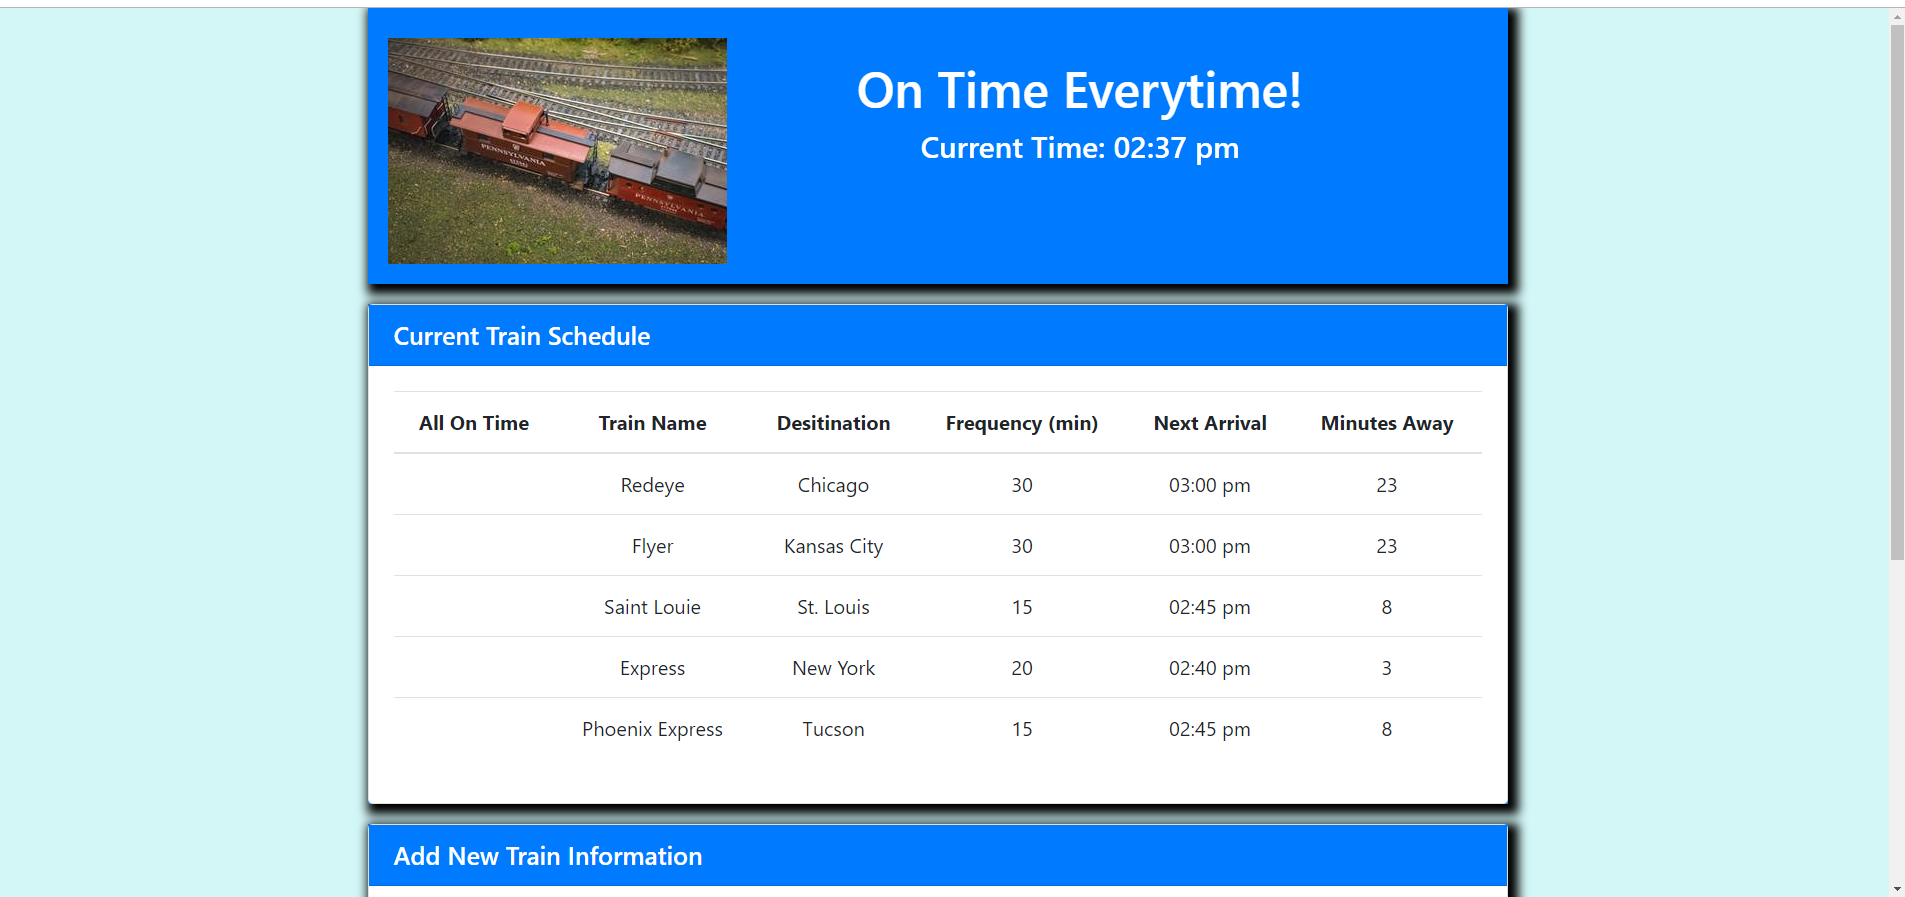 PENNSYLVANIA
PENNSYLVANIA
On Time Everytime!
Current Time: 02:37 pm
Current Train Schedule
All On Time Train Name Desitination Frequency (min) Next Arrival Minutes Away
Redeye Chicago 30 03:00 pm 23
Flyer Kansas City 30 03:00 pm 23
Saint Louie St. Louis 15 02:45 pm 8
Express New York 20 02:40 pm 3
Phoenix Express Tucson 15 02:45 pm 8
Add New Train Information